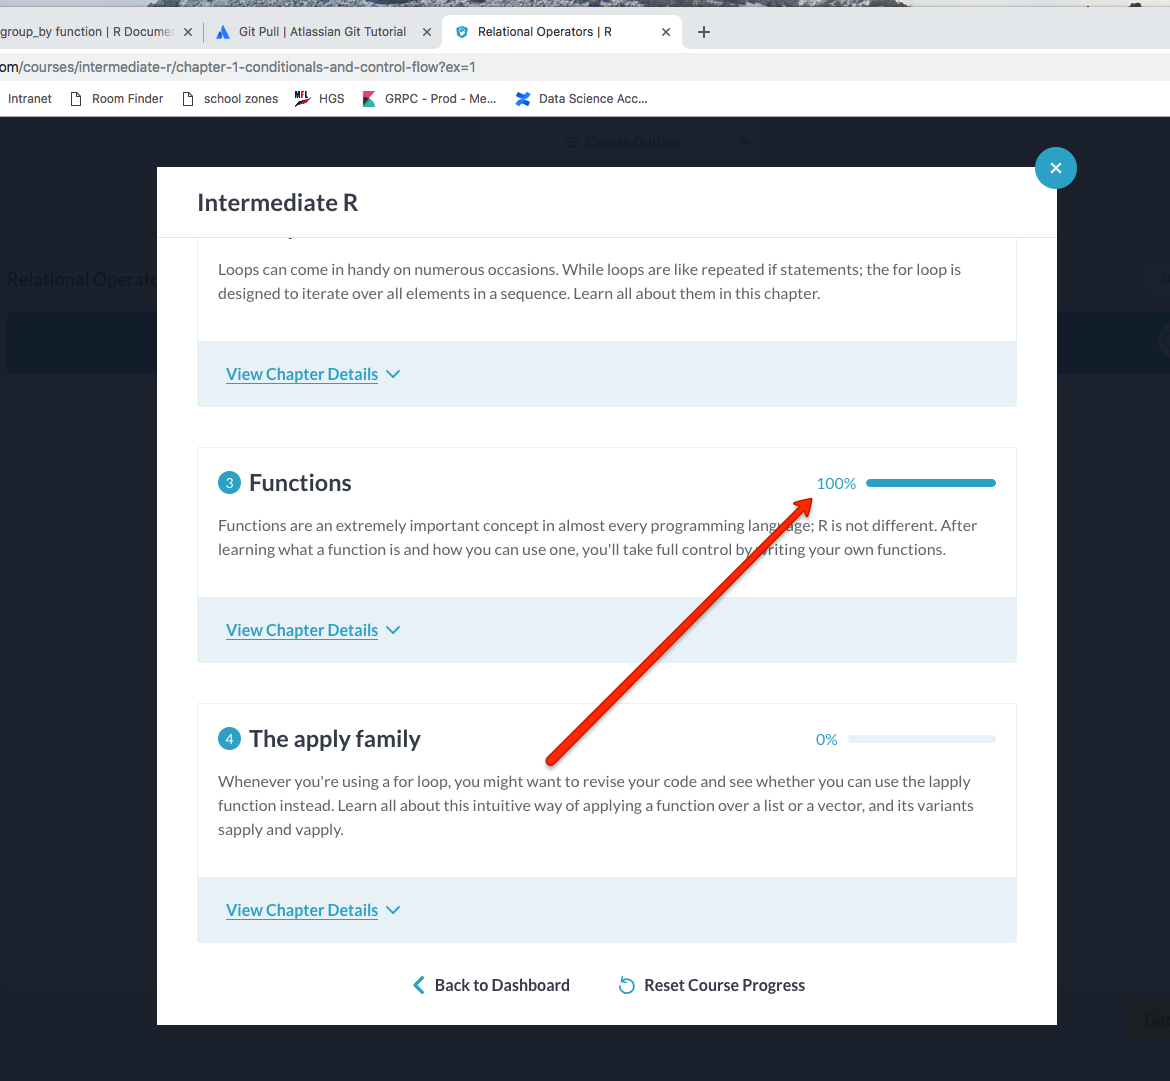 group_by function | R Docume
Git Pull | Atlassian Git Tutorial
Relational Operators | R
om/courses/intermediate-r/chapter-1-conditionals-and-control-flow?ex=1
Intranet
Room Finder
school zones
MFL
HGS
GRPC - Prod - Me...
Data Science Acc...
Course Outline
Intermediate R
Relational Operato
Loops can come in handy on numerous occasions. While loops are like repeated if statements; the for loop is
designed to iterate over all elements in a sequence. Learn all about them in this chapter.
View Chapter Details
3 Functions
100%
Functions are an extremely important concept in almost every programming language; R is not different. After
learning what a function is and how you can use one, you'll take full control by writing your own functions.
View Chapter Details
4 The apply family
0%
Whenever you're using a for loop, you might want to revise your code and see whether you can use the lapply
function instead. Learn all about this intuitive way of applying a function over a list or a vector, and its variants
sapply and vapply.
View Chapter Details
Back to Dashboard
Reset Course Progress